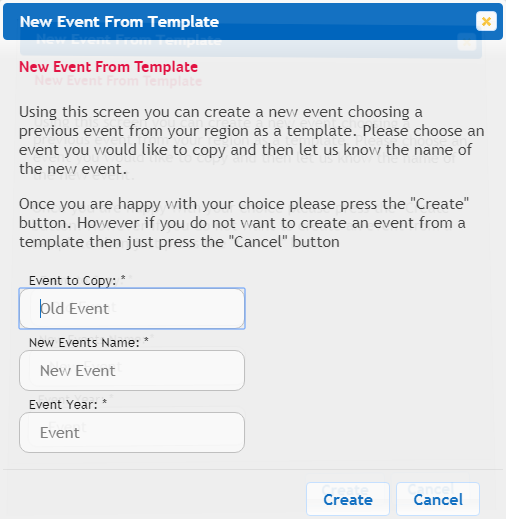 New Event From Template
New Event From Template
Using this screen you can create a new event choosing a
previous event from your region as a template. Please choose an
event you would like to copy and then let us know the name of
the new event.
Once you are happy with your choice please press the "Create"
button. However if you do not want to create an event from a
template then just press the "Cancel" button
Event to Copy: *
Old Event
New Events Name: *
New Event
Event Year: *
Event
Create Cancel